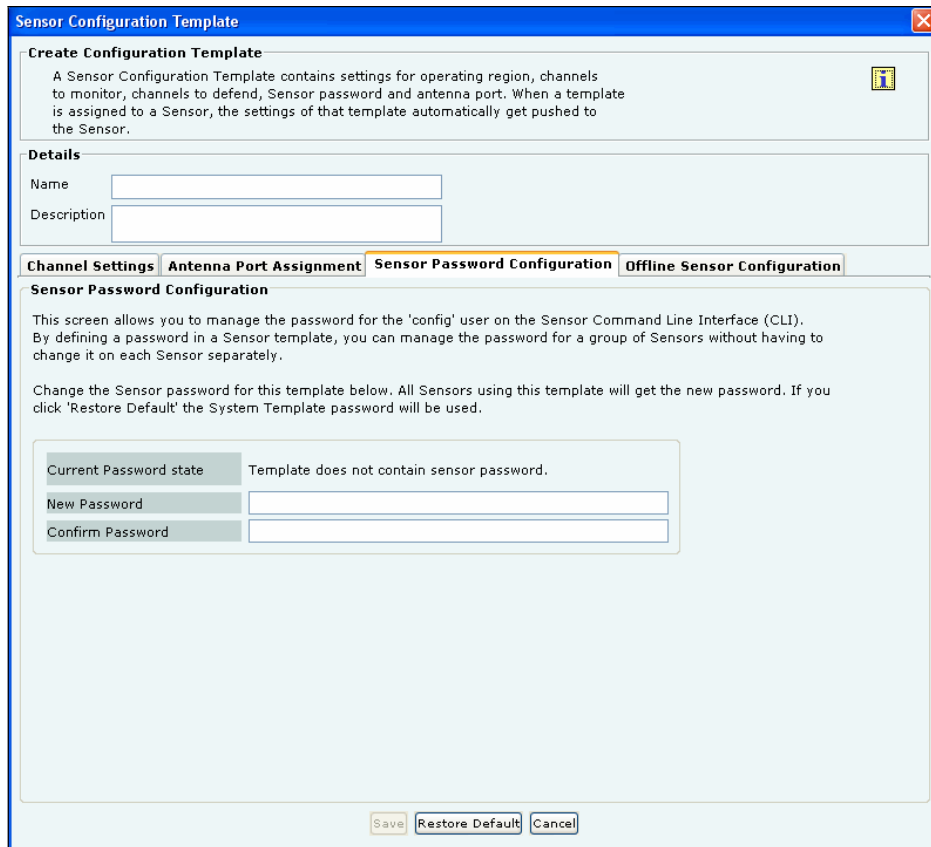 Sensor Configuration Template
Create Configuration Template
A Sensor Configuration Template contains settings for operating region, channels
to monitor, channels to defend, Sensor password and antenna port. When a template
is assigned to a Sensor, the settings of that template automatically get pushed to
the Sensor.
Details
Name
Description
Channel Settings Antenna Port Assignment Sensor Password Configuration Offline Sensor Configuration
Sensor Password Configuration
This screen allows you to manage the password for the 'config' user on the Sensor Command Line Interface (CLI).
By defining a password in a Sensor template, you can manage the password for a group of Sensors without having to
change it on each Sensor separately.
Change the Sensor password for this template below. All Sensors using this template will get the new password. If you
click 'Restore Default' the System Template password will be used.
Current Password state Template does not contain sensor password.
New Password
Confirm Password
Save Restore Default Cancel